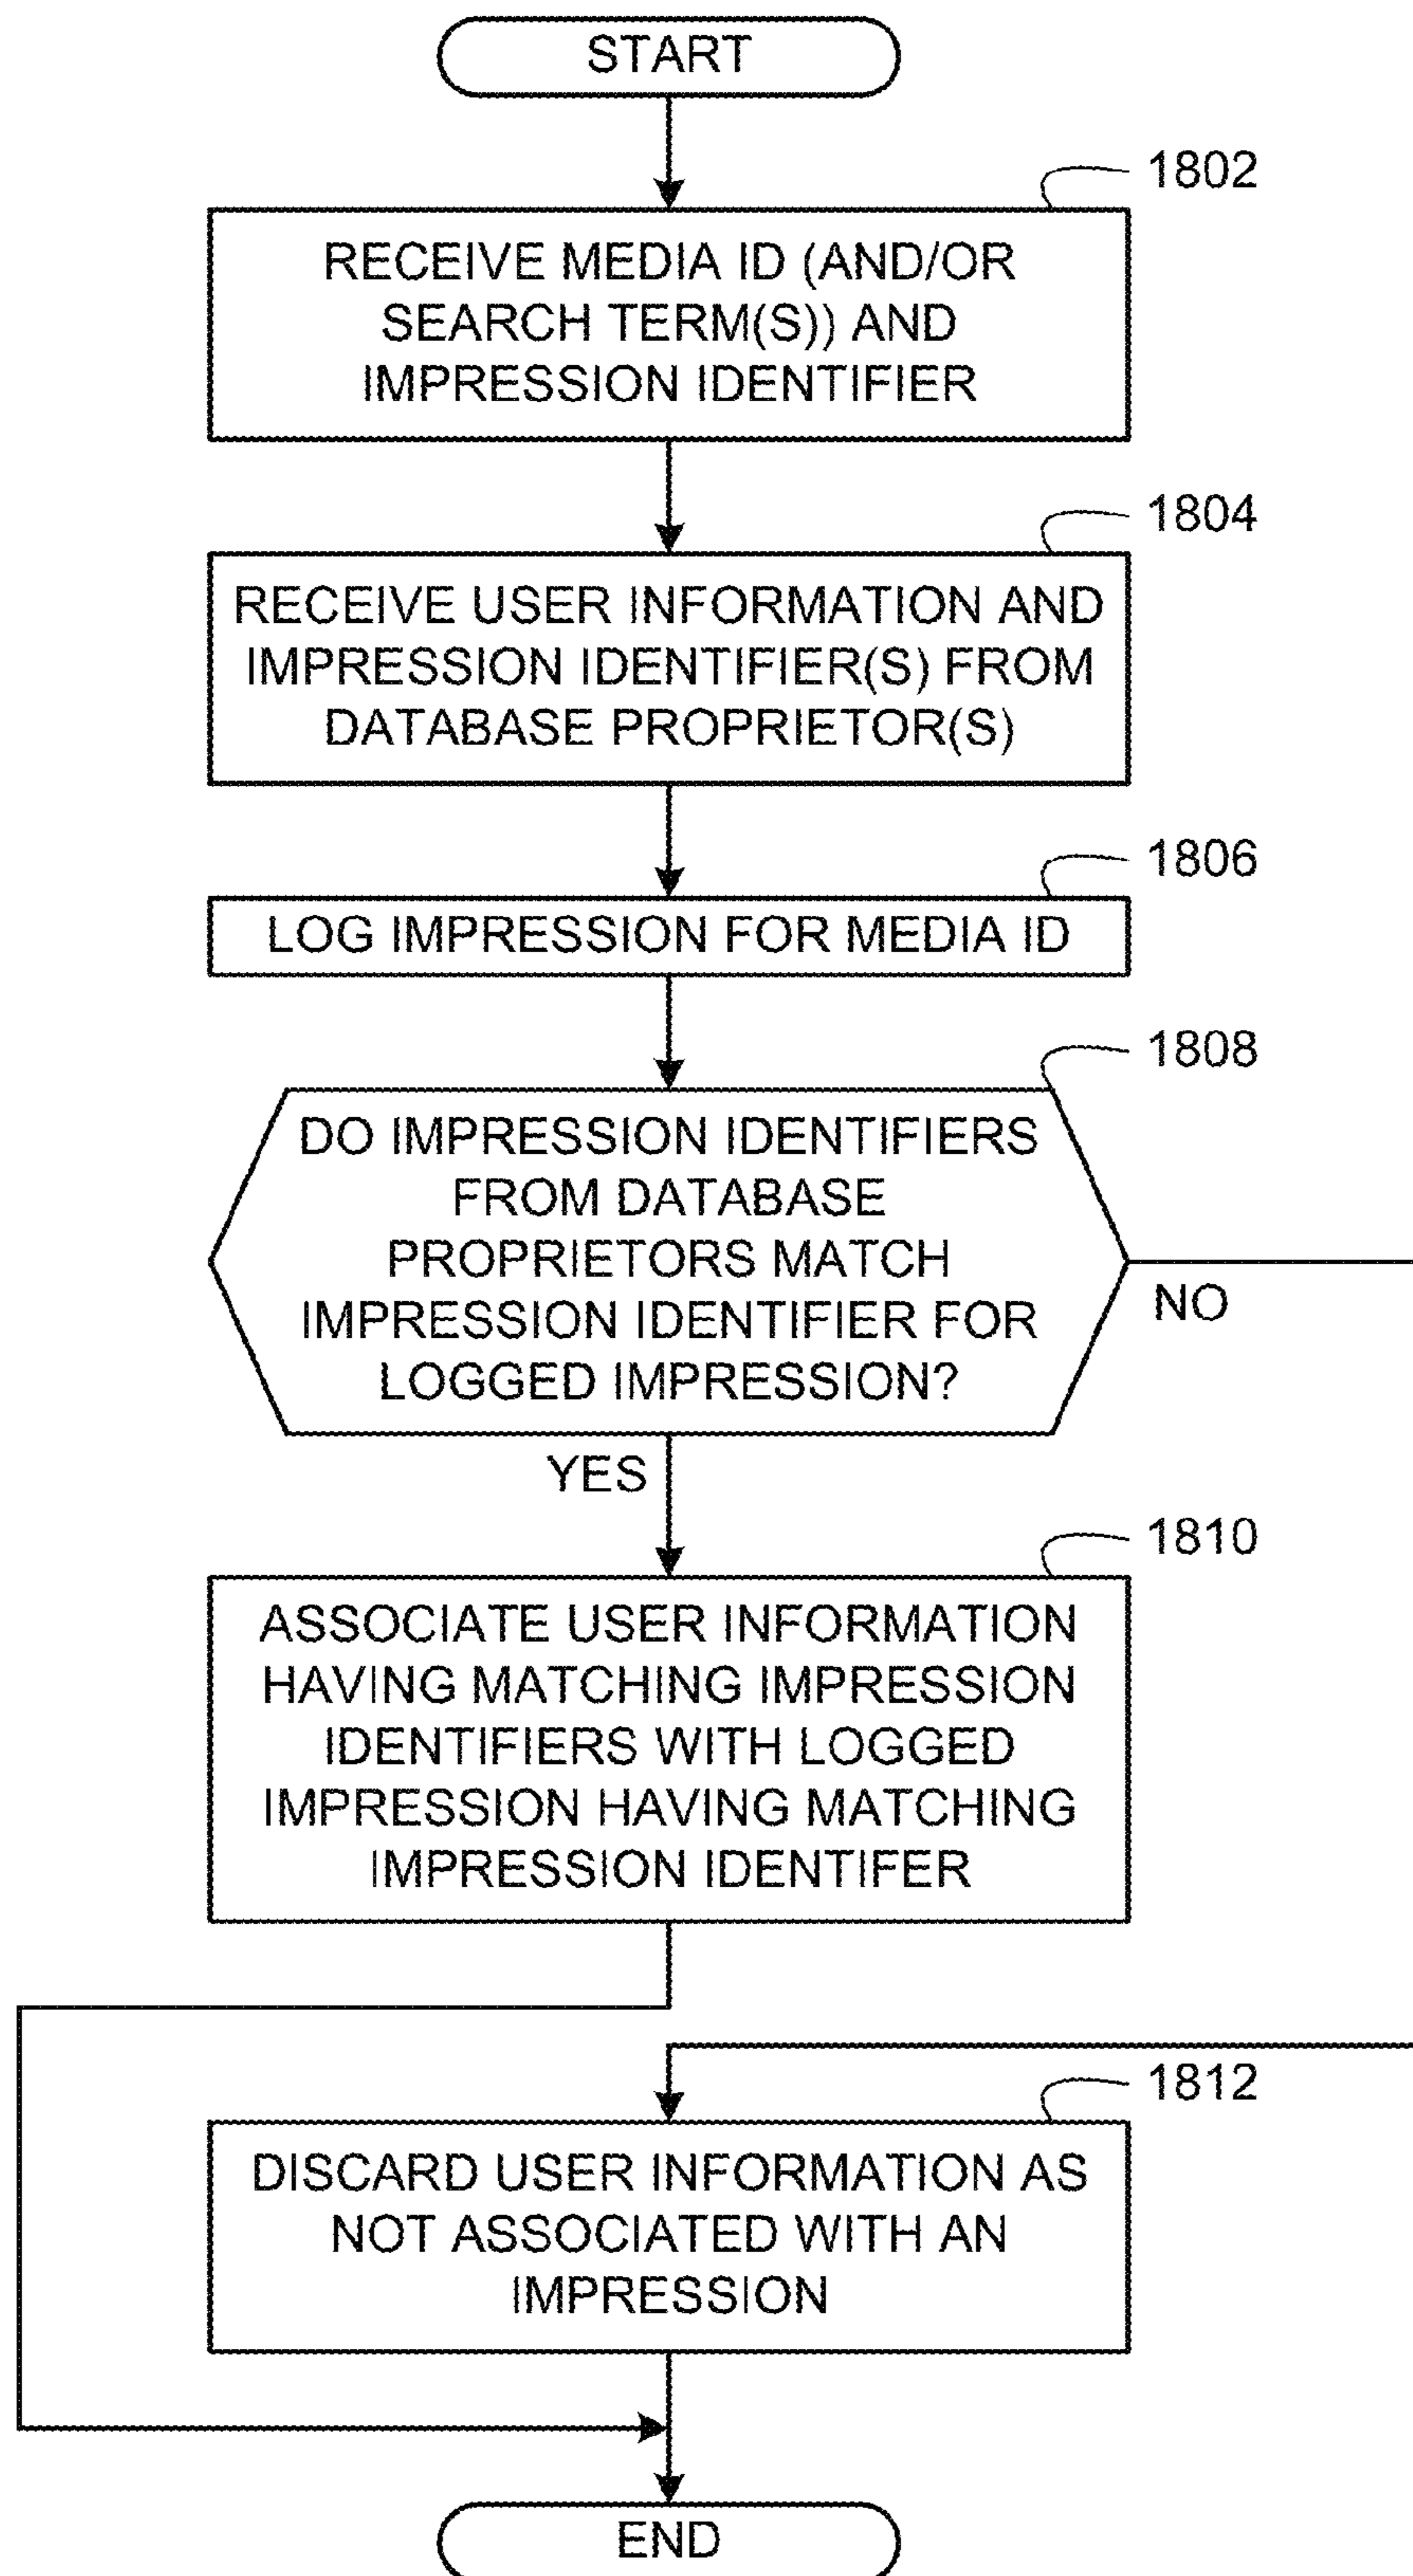 START
1802
RECEIVE MEDIA ID (AND/OR
SEARCH TERM(S)) AND
IMPRESSION IDENTIFIER
1804
RECEIVE USER INFORMATION AND
IMPRESSION IDENTIFIER(S) FROM
DATABASE PROPRIETOR(S)
1806
LOG IMPRESSION FOR MEDIA ID
1808
DO IMPRESSION IDENTIFIERS
FROM DATABASE
PROPRIETORS MATCH
IMPRESSION IDENTIFIER FOR
LOGGED IMPRESSION?
NO
YES
1810
ASSOCIATE USER INFORMATION
HAVING MATCHING IMPRESSION
IDENTIFIERS WITH LOGGED
IMPRESSION HAVING MATCHING
IMPRESSION IDENTIFER
1812
DISCARD USER INFORMATION AS
NOT ASSOCIATED WITH AN
IMPRESSION
END